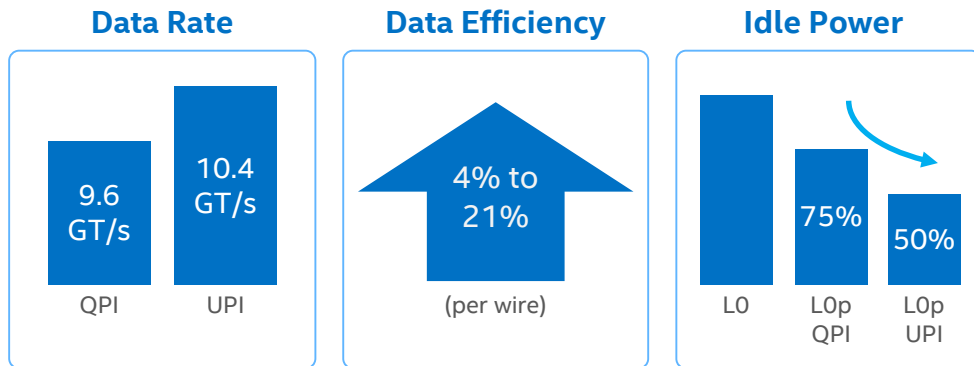 Data Rate
9.6
GT/s
10.4
GT/s
QPI
UPI
Data Efficiency
4% to
21%
(per wire)
Idle Power
75%
50%
L0
L0p
QPI
L0p
UPI